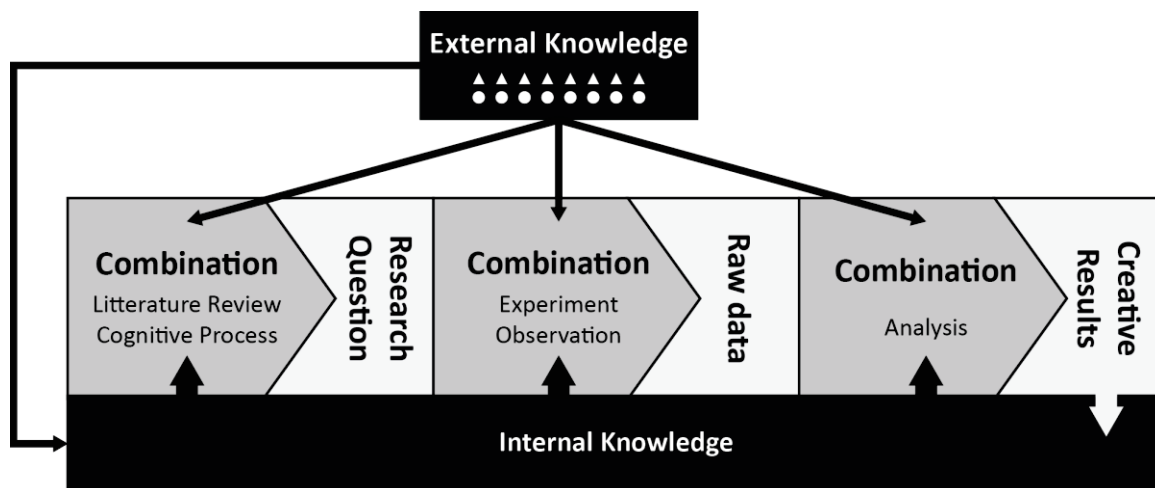 External Knowledge
Combination
Litterature Review
Cognitive Process
Research
Question
Combination
Experiment
Observation
Raw data
Combination
Analysis
Creative
Results
Internal Knowledge